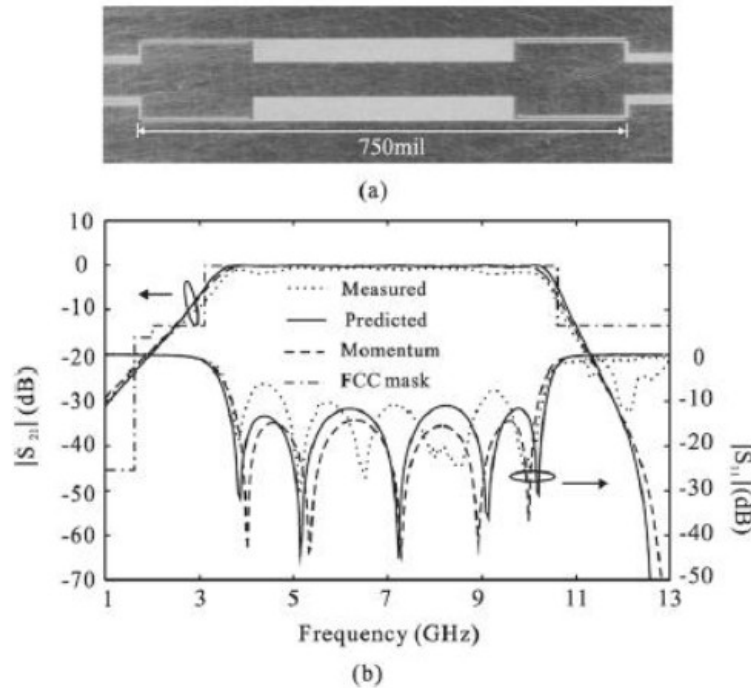 750mil
(a)
10
0
-10
-20
-30
-40
-50
-60
-70
|S21| (dB)
Measured
Predicted
Momentum
FCC mask
0
-10
-20
-30
-40
-50
|S11|(dB)
1
3
5
7
9
11
13
Frequency (GHz)
(b)